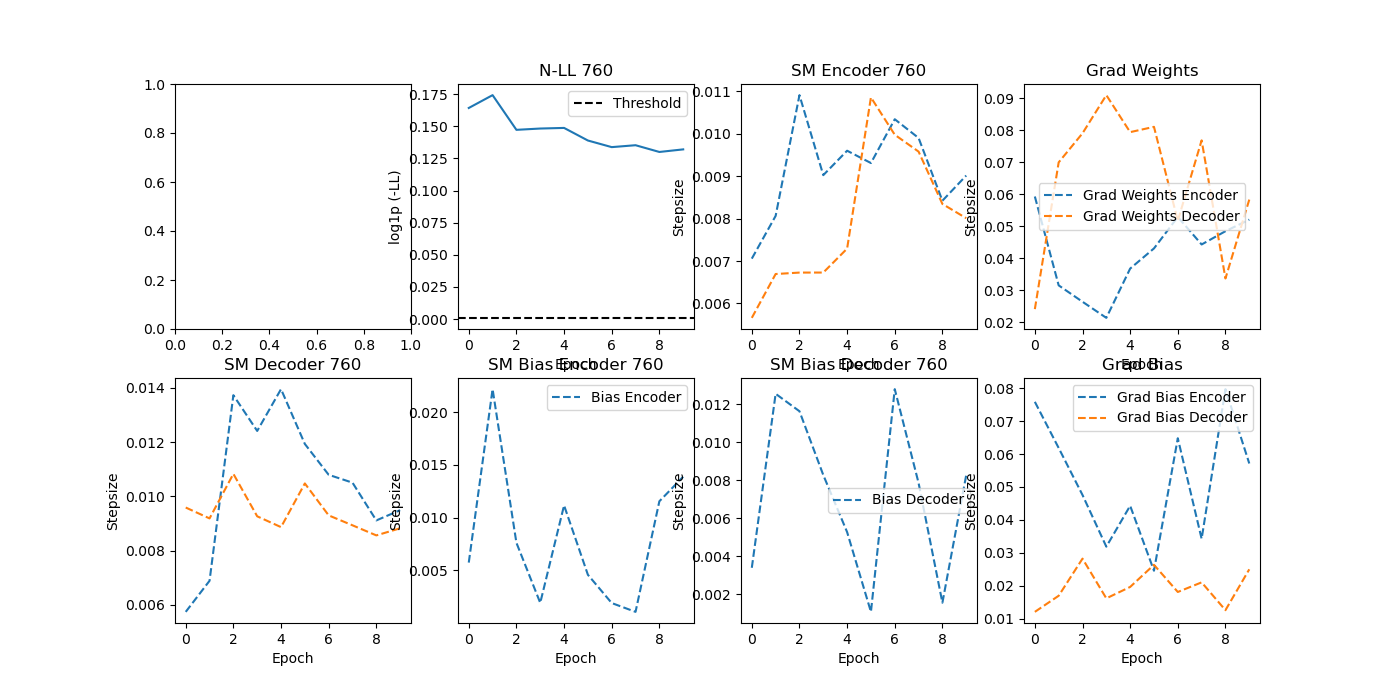 1.0
0.8
0.6
0.4
0.2
0.0
0.0 0.2 0.4 0.6 0.8 1.0
N-LL 760
log1p (-LL)
0.175
0.150
0.125
0.100
0.075
0.050
0.025
0.000
Threshold
0 2 4 6 8
Epoch
SM Encoder 760
Stepsize
0.011
0.010
0.009
0.008
0.007
0.006
0 2 4 6 8
Epoch
Grad Weights
Stepsize
0.09
0.08
0.07
0.06
0.05
0.04
0.03
0.02
Grad Weights Encoder
Grad Weights Decoder
0 2 4 6 8
Epoch
SM Decoder 760
Stepsize
0.014
0.012
0.010
0.008
0.006
0 2 4 6 8
Epoch
SM Bias Encoder 760
Stepsize
0.020
0.015
0.010
0.005
Bias Encoder
0 2 4 6 8
Epoch
SM Bias Decoder 760
Stepsize
0.012
0.010
0.008
0.006
0.004
0.002
Bias Decoder
0 2 4 6 8
Epoch
Grad Bias
Stepsize
0.08
0.07
0.06
0.05
0.04
0.03
0.02
0.01
Grad Bias Encoder
Grad Bias Decoder
0 2 4 6 8
Epoch